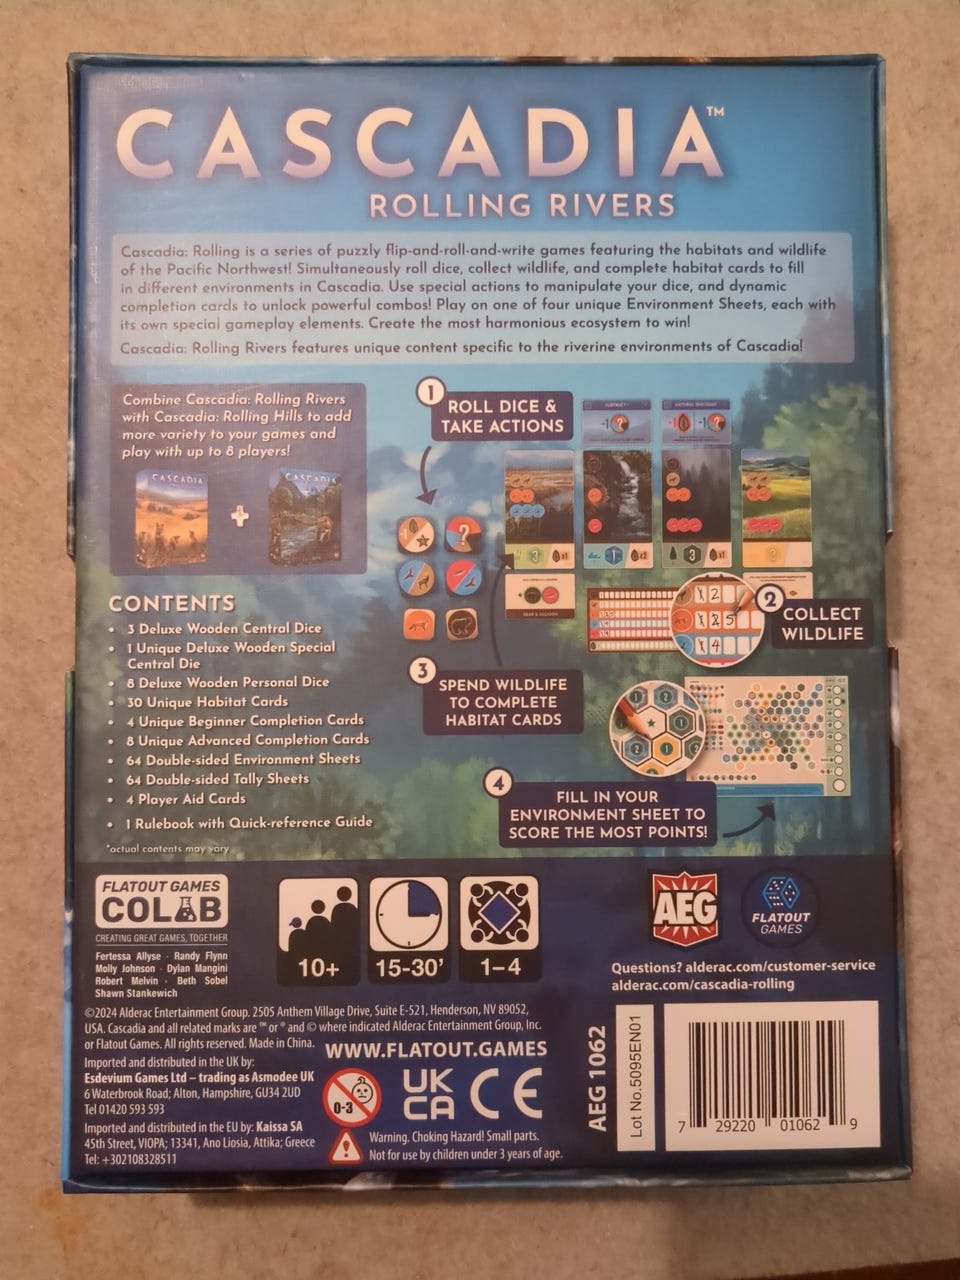 CASCADIA™
ROLLING RIVERS
Cascadia: Rolling is a series of puzzly flip-and-roll-and-write games featuring the habitats and wildlife
of the Pacific Northwest! Simultaneously roll dice, collect wildlife, and complete habitat cards to fill
in different environments in Cascadia. Use special actions to manipulate your dice, and dynamic
completion cards to unlock powerful combos! Play on one of four unique Environment Sheets, each with
its own special gameplay elements. Create the most harmonious ecosystem to win!
Cascadia: Rolling Rivers features unique content specific to the riverine environments of Cascadia!
Combine Cascadia: Rolling Rivers
with Cascadia: Rolling Hills to add
more variety to your games and
play with up to 8 players!
CASCADIA
+
CASCADIA
1
ROLL DICE &
TAKE ACTIONS
2
COLLECT
WILDLIFE
3
SPEND WILDLIFE
TO COMPLETE
HABITAT CARDS
4
FILL IN YOUR
ENVIRONMENT SHEET TO
SCORE THE MOST POINTS!
CONTENTS
• 3 Deluxe Wooden Central Dice
• 1 Unique Deluxe Wooden Special
Central Die
• 8 Deluxe Wooden Personal Dice
• 30 Unique Habitat Cards
• 4 Unique Beginner Completion Cards
• 8 Unique Advanced Completion Cards
• 64 Double-sided Environment Sheets
• 64 Double-sided Tally Sheets
• 4 Player Aid Cards
• 1 Rulebook with Quick-reference Guide
*actual contents may vary
FLATOUT GAMES
COLAB
CREATING GREAT GAMES, TOGETHER
Fertessa Allyse · Randy Flynn
Molly Johnson · Dylan Mangini
Robert Melvin · Beth Sobel
Shawn Stankewich
10+
15-30'
1–4
AEG
FLATOUT
GAMES
Questions? alderac.com/customer-service
alderac.com/cascadia-rolling
©2024 Alderac Entertainment Group. 2505 Anthem Village Drive, Suite E-521, Henderson, NV 89052,
USA. Cascadia and all related marks are ™ or ® and © where indicated Alderac Entertainment Group, Inc.
or Flatout Games. All rights reserved. Made in China.
WWW.FLATOUT.GAMES
Imported and distributed in the UK by:
Esdevium Games Ltd – trading as Asmodee UK
6 Waterbrook Road; Alton, Hampshire, GU34 2UD
Tel 01420 593 593
Imported and distributed in the EU by: Kaissa SA
45th Street, VIOPA; 13341, Ano Liosia, Attika; Greece
Tel: +302108328511
0-3
UK
CA
CE
Warning. Choking Hazard! Small parts.
Not for use by children under 3 years of age.
AEG 1062
Lot No.5095EN01
7 29220 01062 9